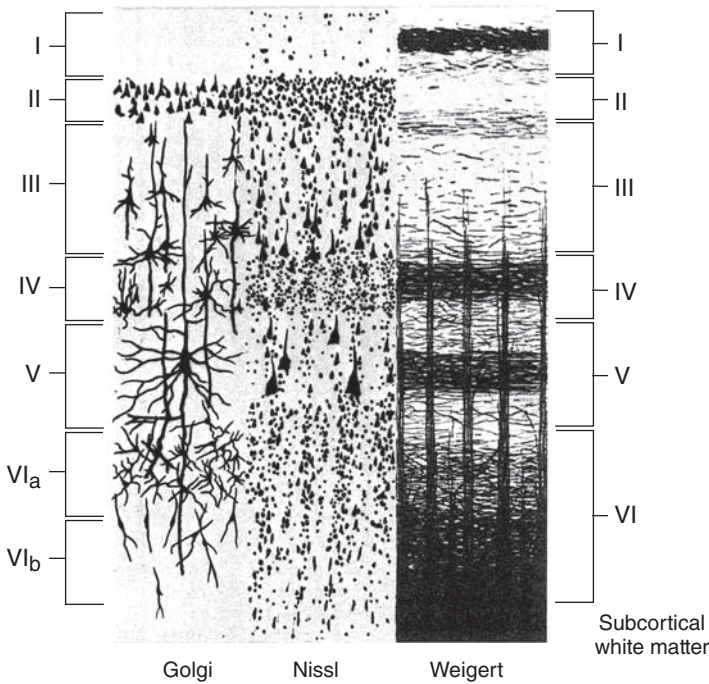 I
II
III
IV
V
VIa
VIb
I
II
III
IV
V
VI
Subcortical
white matter
Golgi
Nissl
Weigert